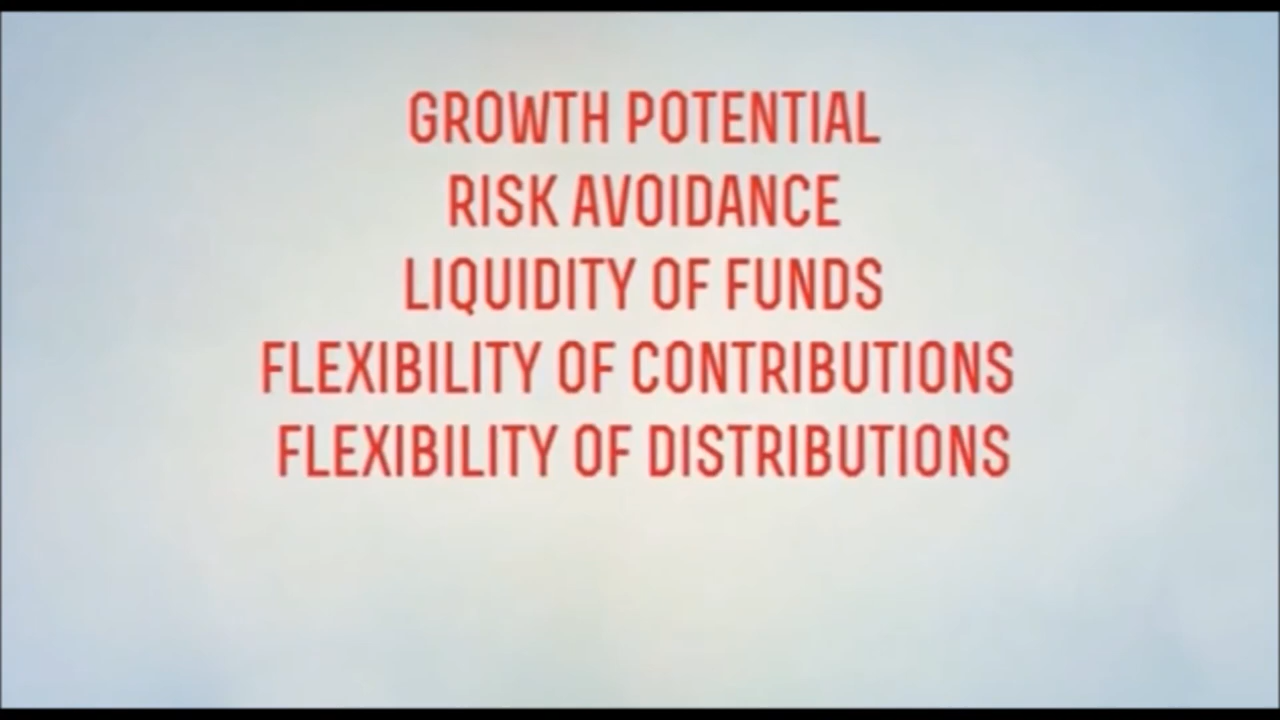 GROWTH POTENTIAL
RISK AVOIDANCE
LIQUIDITY OF FUNDS
FLEXIBILITY OF CONTRIBUTIONS
FLEXIBILITY OF DISTRIBUTIONS